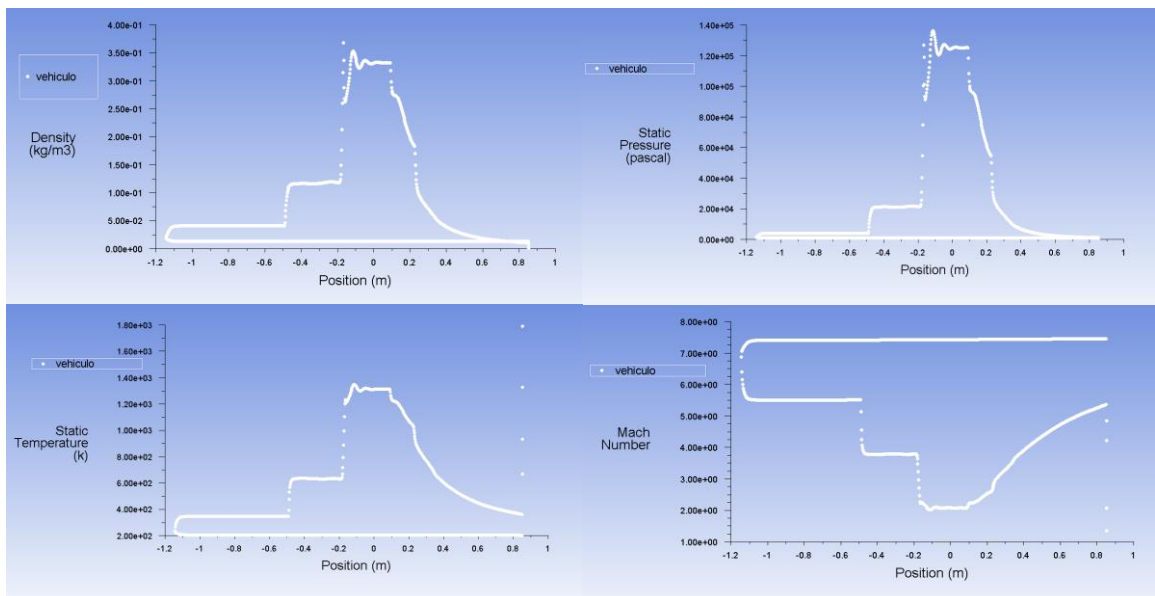 4.00e-01
3.50e-01
3.00e-01
2.50e-01
2.00e-01
1.00e-01
1.00e-01
5.00e-02
0.00e+00
vehiculo
Density
(kg/m3)
-1.2 -1 -0.8 -0.6 -0.4 -0.2 0 0.2 0.4 0.6 0.8 1
Position (m)
1.40e+05
1.20e+05
1.00e+05
8.00e+04
6.00e+04
4.00e+04
2.00e+04
0.00e+00
vehiculo
Static
Pressure
(pascal)
-1.2 -1 -0.8 -0.6 -0.4 -0.2 0 0.2 0.4 0.6 0.8 1
Position (m)
1.80e+03
1.60e+03
1.40e+03
1.20e+03
1.00e+03
8.00e+02
6.00e+02
4.00e+02
2.00e+02
vehiculo
Static
Temperature
(k)
-1.2 -1 -0.8 -0.6 -0.4 -0.2 0 0.2 0.4 0.6 0.8 1
Position (m)
8.00e+00
7.00e+00
6.00e+00
5.00e+00
4.00e+00
3.00e+00
2.00e+00
1.00e+00
vehiculo
Mach
Number
-1.2 -1 -0.8 -0.6 -0.4 -0.2 0 0.2 0.4 0.6 0.8 1
Position (m)